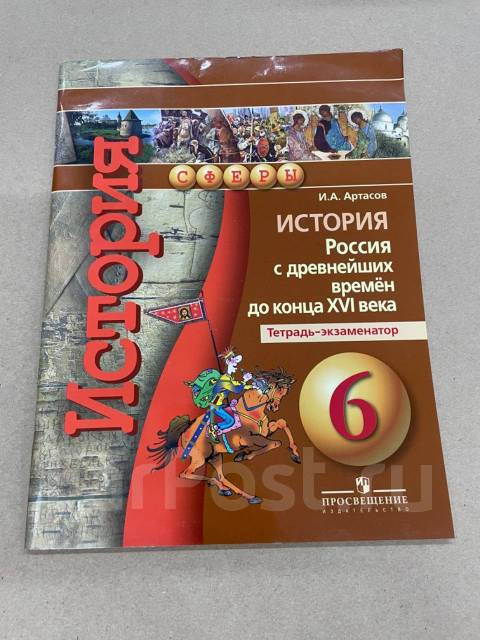 История
СФЕРЫ
И.А. Артасов
ИСТОРИЯ
Россия
с древнейших
времён
до конца XVI века
Тетрадь-экзаменатор
6
ПРОСВЕЩЕНИЕ
ИЗДАТЕЛЬСТВО